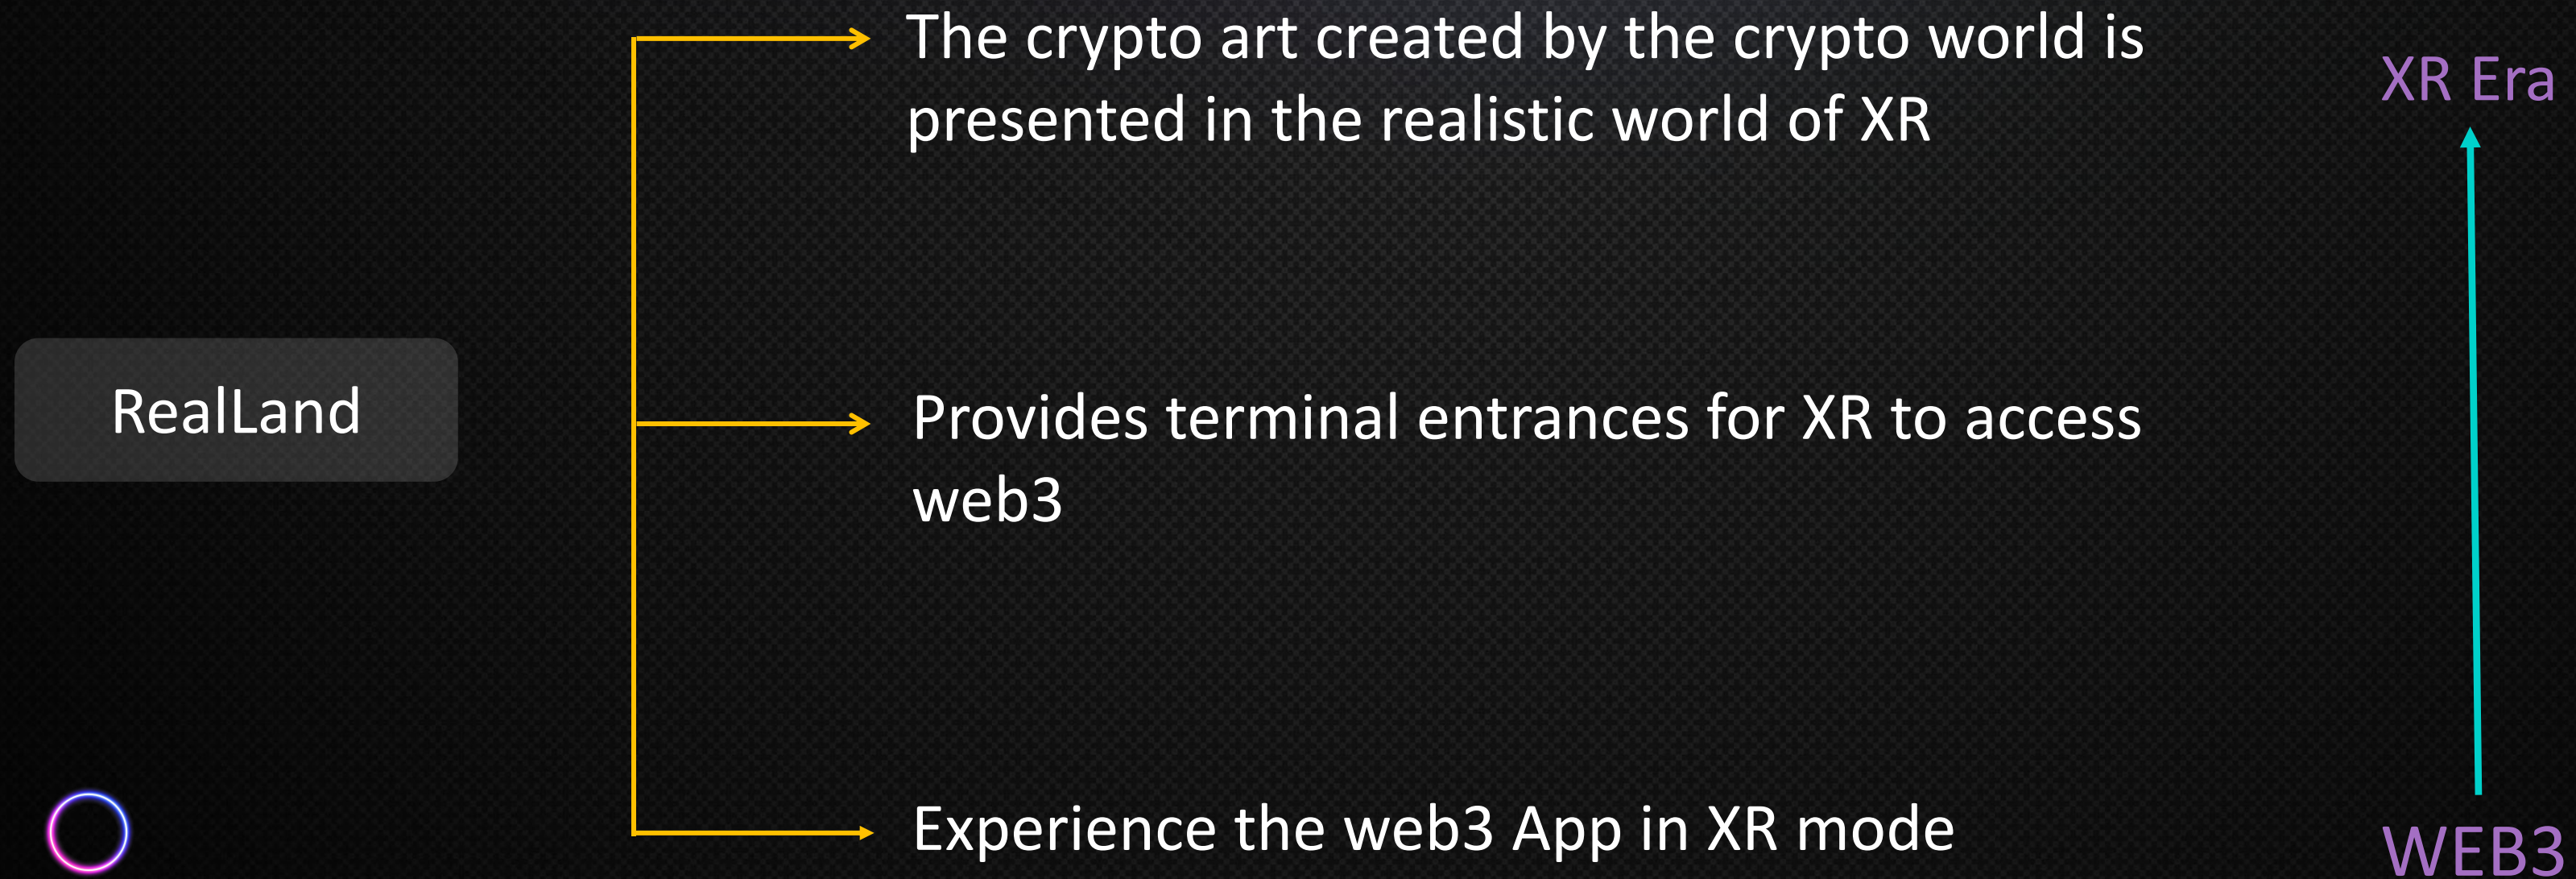 RealLand
The crypto art created by the crypto world is
presented in the realistic world of XR
Provides terminal entrances for XR to access
web3
Experience the web3 App in XR mode
XR Era
WEB3